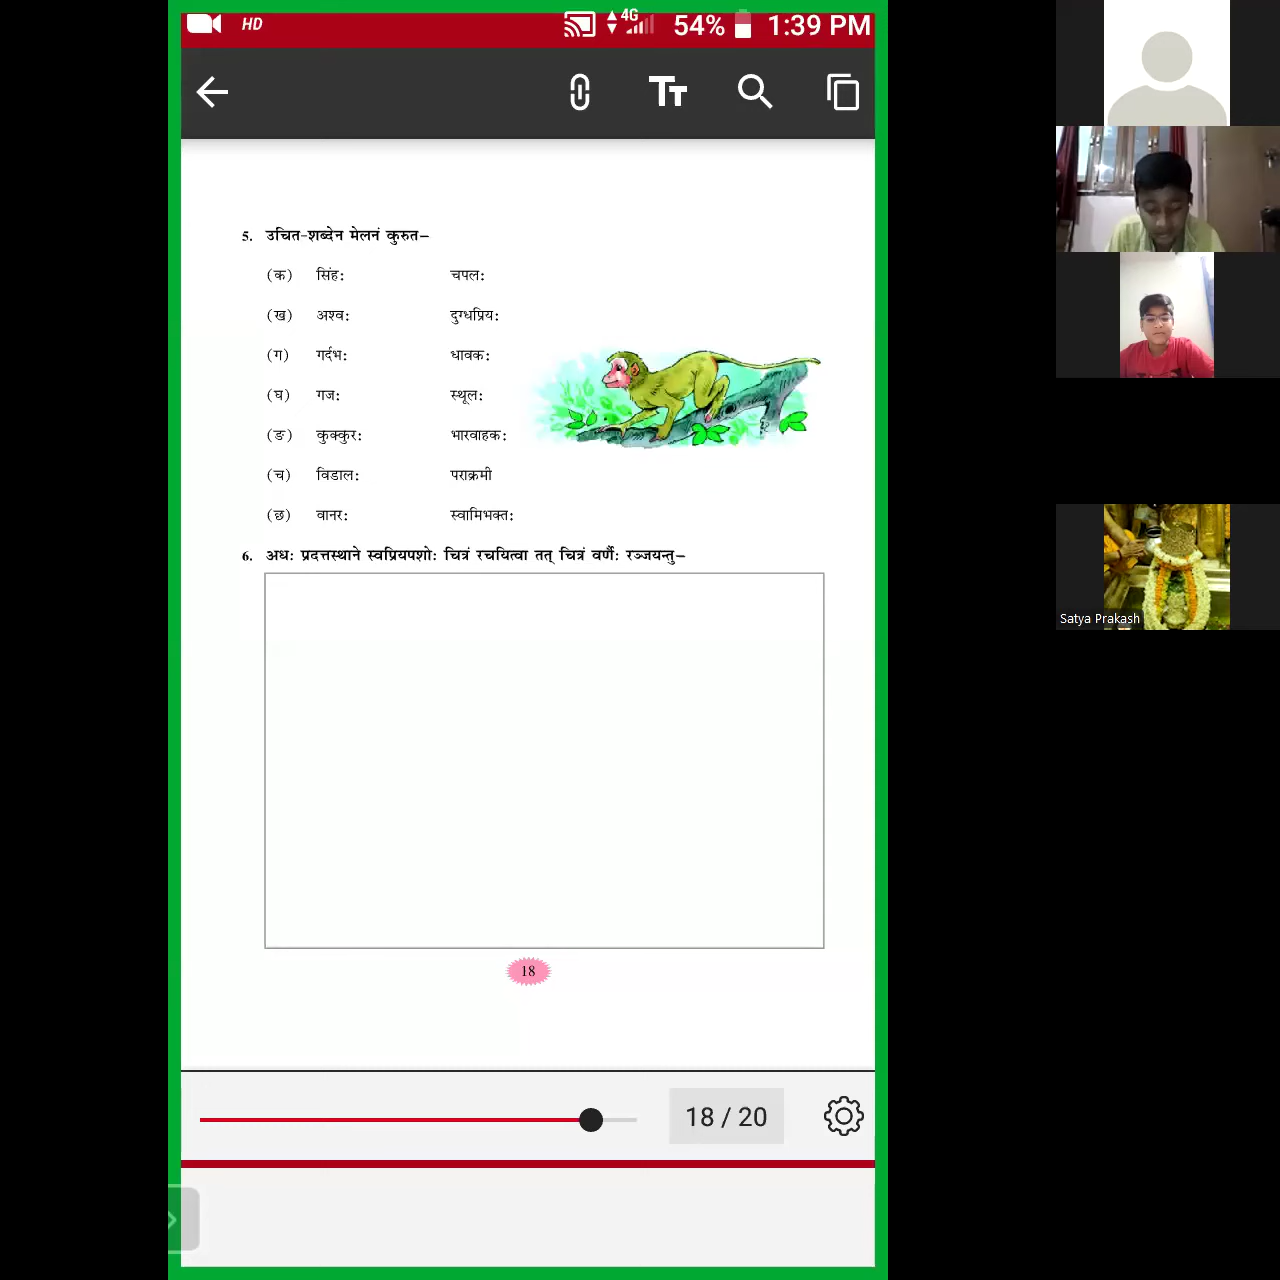 HD 4G 54% 1:39 PM
5. उचित-शब्देन मेलनं कुरुत–
(क) सिंहः चपलः
(ख) अश्वः दुग्धप्रियः
(ग) गर्दभः धावकः
(घ) गजः स्थूलः
(ङ) कुक्कुरः भारवाहकः
(च) विडालः पराक्रमी
(छ) वानरः स्वामिभक्तः
6. अधः प्रदत्तस्थाने स्वप्रियपशोः चित्रं रचयित्वा तत् चित्रं वर्णैः रञ्जयन्तु–
18
18 / 20
Satya Prakash